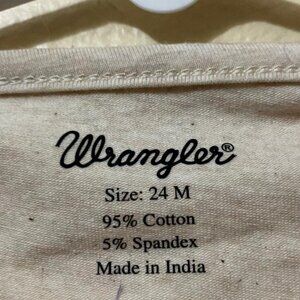 Wrangler®
Size: 24 M
95% Cotton
5% Spandex
Made in India